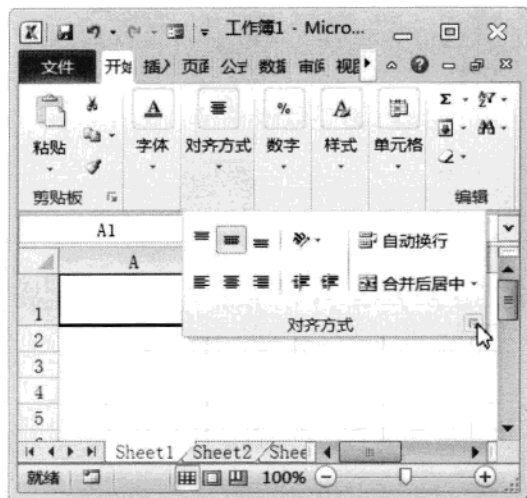 工作簿1 - Micro...
文件 开始 插入 页面 公式 数据 审阅 视图
粘贴 字体 对齐方式 数字 样式 单元格
剪贴板 编辑
A1
自动换行
合并后居中
对齐方式
A
1
2
3
4
5
Sheet1 Sheet2 Shee
就绪 100%